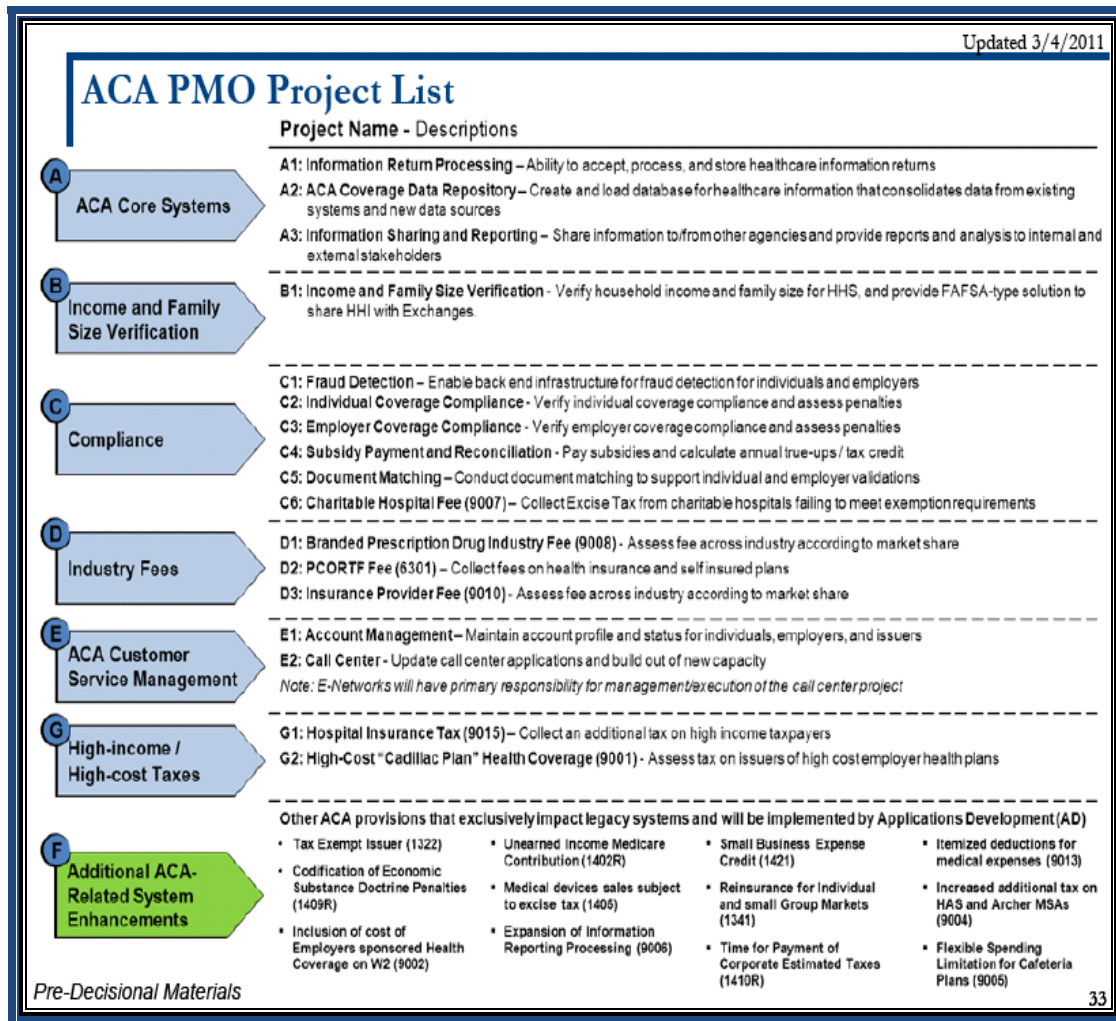 Updated 3/4/2011
ACA PMO Project List
Project Name - Descriptions
A
ACA Core Systems
A1: Information Return Processing – Ability to accept, process, and store healthcare information returns
A2: ACA Coverage Data Repository – Create and load database for healthcare information that consolidates data from existing
systems and new data sources
A3: Information Sharing and Reporting – Share information to/from other agencies and provide reports and analysis to internal and
external stakeholders
B
Income and Family
Size Verification
B1: Income and Family Size Verification - Verify household income and family size for HHS, and provide FAFSA-type solution to
share HHI with Exchanges.
C
Compliance
C1: Fraud Detection – Enable back end infrastructure for fraud detection for individuals and employers
C2: Individual Coverage Compliance - Verify individual coverage compliance and assess penalties
C3: Employer Coverage Compliance - Verify employer coverage compliance and assess penalties
C4: Subsidy Payment and Reconciliation - Pay subsidies and calculate annual true-ups / tax credit
C5: Document Matching – Conduct document matching to support individual and employer validations
C6: Charitable Hospital Fee (9007) – Collect Excise Tax from charitable hospitals failing to meet exemption requirements
D
Industry Fees
D1: Branded Prescription Drug Industry Fee (9008) - Assess fee across industry according to market share
D2: PCORTF Fee (6301) – Collect fees on health insurance and self insured plans
D3: Insurance Provider Fee (9010) - Assess fee across industry according to market share
E
ACA Customer
Service Management
E1: Account Management – Maintain account profile and status for individuals, employers, and issuers
E2: Call Center - Update call center applications and build out of new capacity
Note: E-Networks will have primary responsibility for management/execution of the call center project
G
High-income /
High-cost Taxes
G1: Hospital Insurance Tax (9015) – Collect an additional tax on high income taxpayers
G2: High-Cost "Cadillac Plan" Health Coverage (9001) - Assess tax on issuers of high cost employer health plans
F
Additional ACA-
Related System
Enhancements
Other ACA provisions that exclusively impact legacy systems and will be implemented by Applications Development (AD)
• Tax Exempt Issuer (1322)
• Codification of Economic
Substance Doctrine Penalties
(1409R)
• Inclusion of cost of
Employers sponsored Health
Coverage on W2 (9002)
• Unearned Income Medicare
Contribution (1402R)
• Medical devices sales subject
to excise tax (1405)
• Expansion of Information
Reporting Processing (9006)
• Small Business Expense
Credit (1421)
• Reinsurance for Individual
and small Group Markets
(1341)
• Time for Payment of
Corporate Estimated Taxes
(1410R)
• Itemized deductions for
medical expenses (9013)
• Increased additional tax on
HAS and Archer MSAs
(9004)
• Flexible Spending
Limitation for Cafeteria
Plans (9005)
Pre-Decisional Materials
33